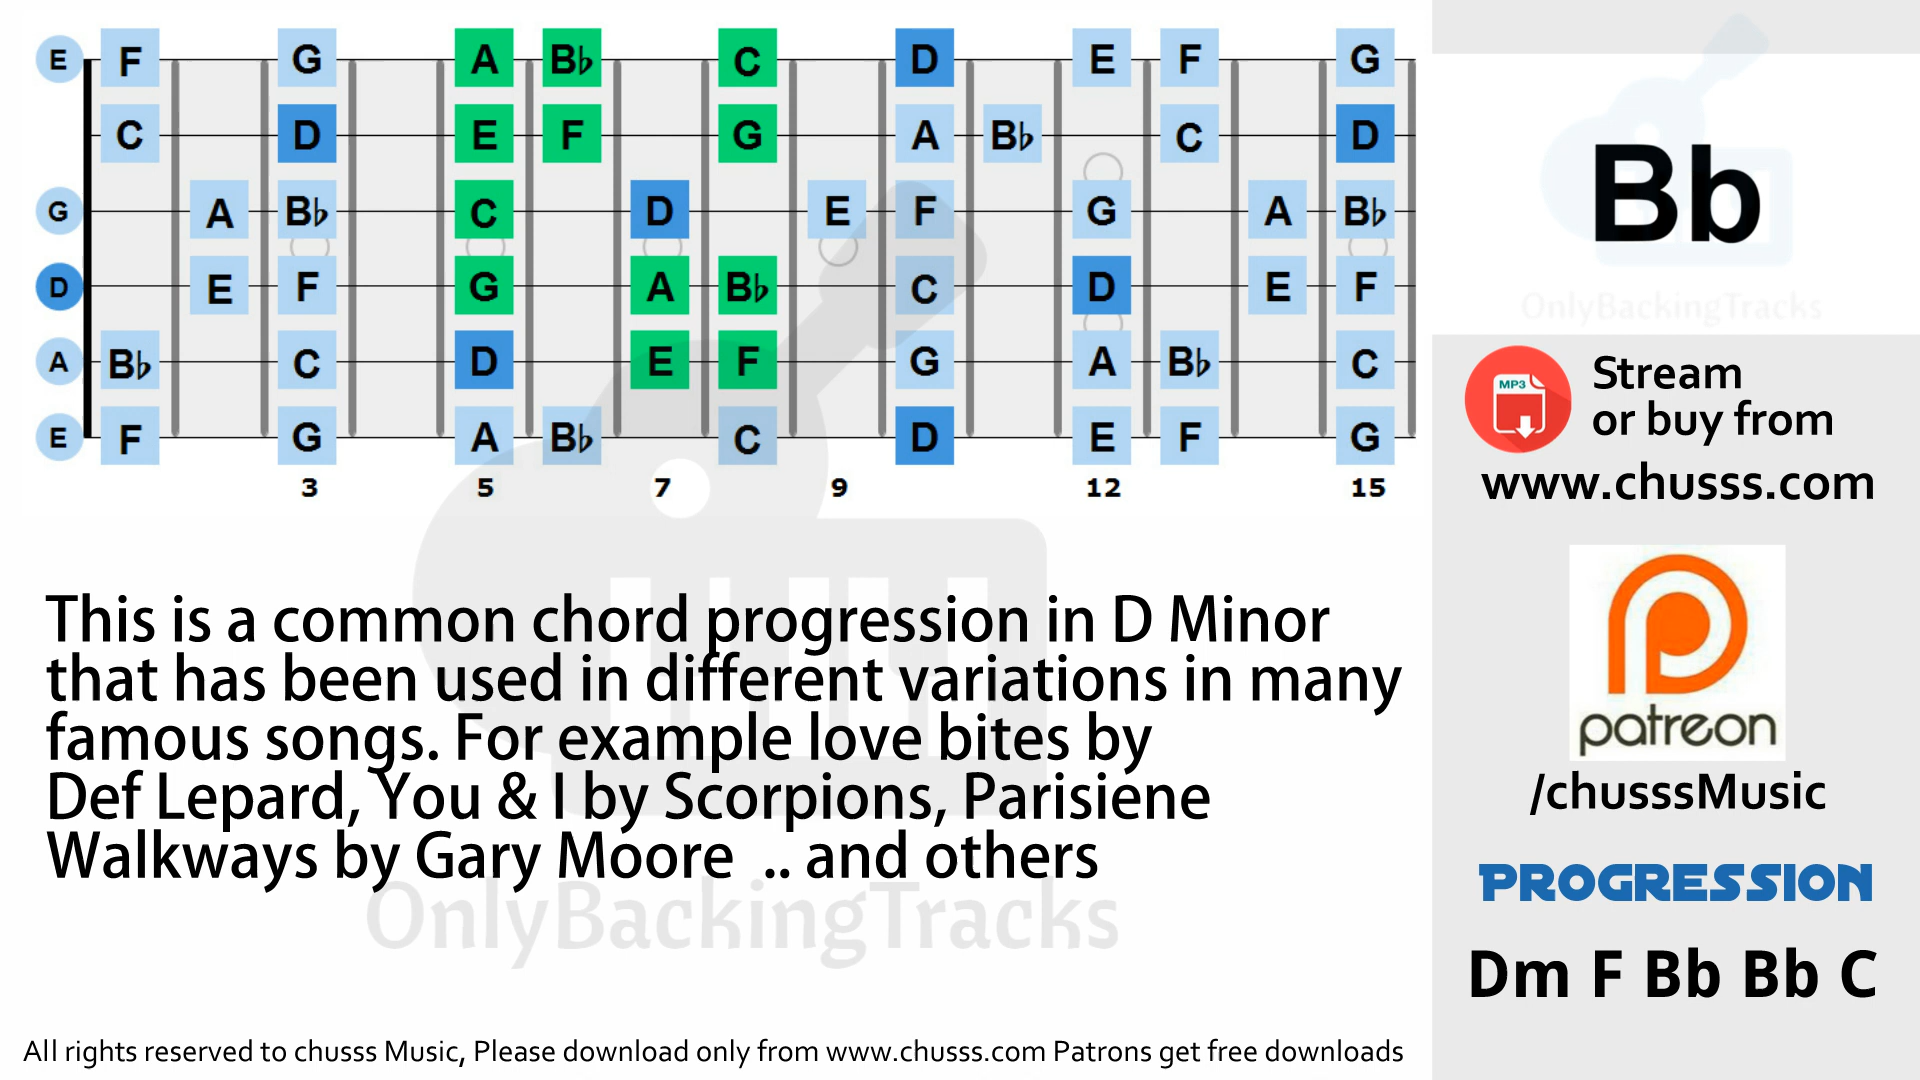 E F G A B♭ C D E F G
C D E F G A B♭ C D
G A B♭ C D E F G A B♭
D E F G A B♭ C D E F
A B♭ C D E F G A B♭ C
E F G A B♭ C D E F G
3 5 7 9 12 15
This is a common chord progression in D Minor
that has been used in different variations in many
famous songs. For example love bites by
Def Lepard, You & I by Scorpions, Parisiene
Walkways by Gary Moore .. and others
OnlyBackingTracks
All rights reserved to chusss Music, Please download only from www.chusss.com Patrons get free downloads
Bb
OnlyBackingTracks
MP3
Stream
or buy from
www.chusss.com
patreon
/chusssMusic
PROGRESSION
Dm F Bb Bb C